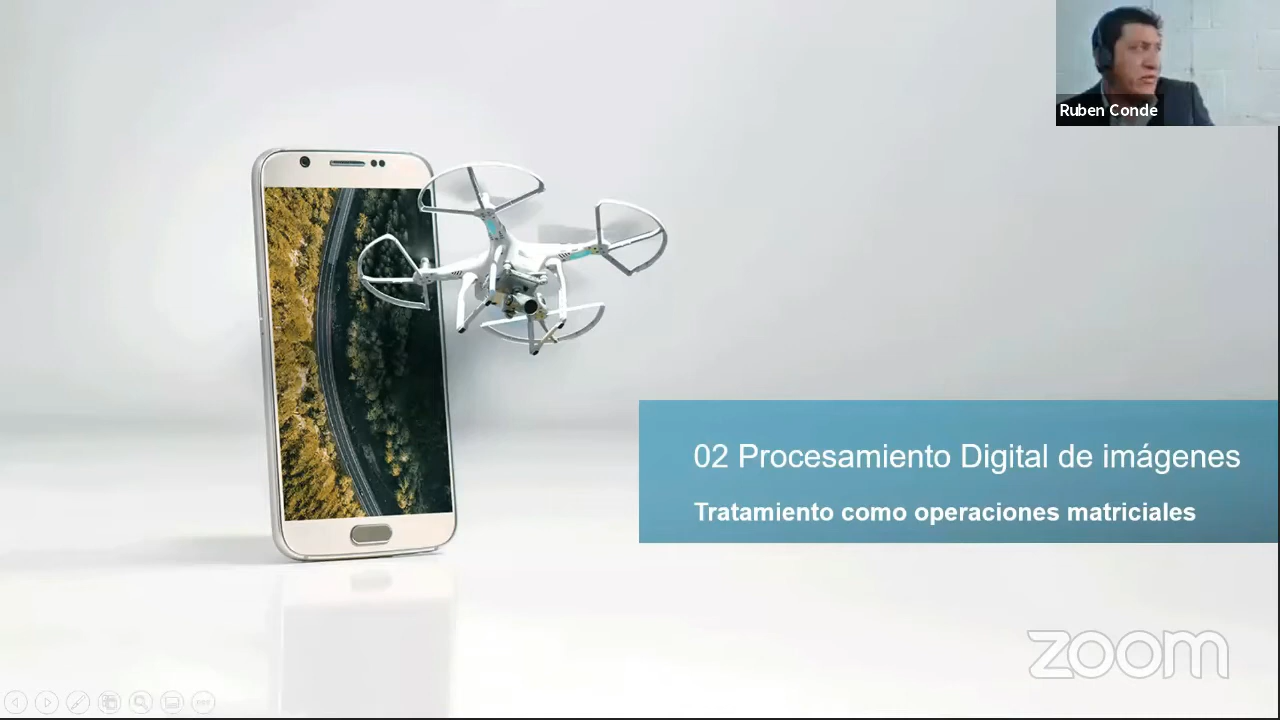 Ruben Conde
02 Procesamiento Digital de imágenes
Tratamiento como operaciones matriciales
zoom